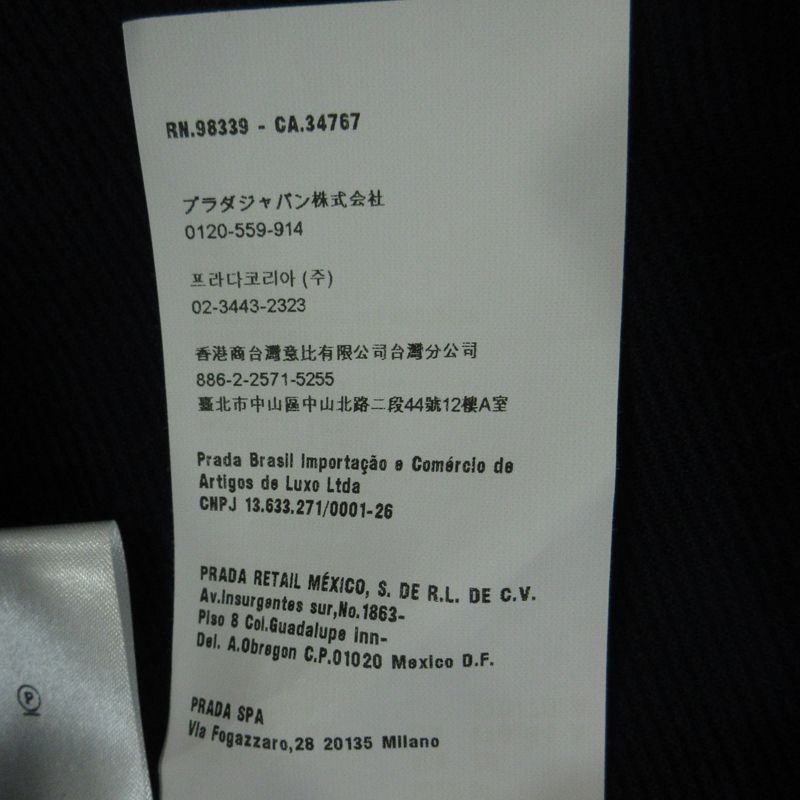 RN.98339 - CA.34767
プラダジャパン株式会社
0120-559-914
프라다코리아 (주)
02-3443-2323
香港商台灣意比有限公司台灣分公司
886-2-2571-5255
臺北市中山區中山北路二段44號12樓A室
Prada Brasil Importação e Comércio de
Artigos de Luxo Ltda
CNPJ 13.633.271/0001-26
PRADA RETAIL MÉXICO, S. DE R.L. DE C.V.
Av.Insurgentes sur,No.1863-
Piso 8 Col.Guadalupe Inn-
Del. A.Obregon C.P.01020 Mexico D.F.
PRADA SPA
Via Fogazzaro,28 20135 Milano
P